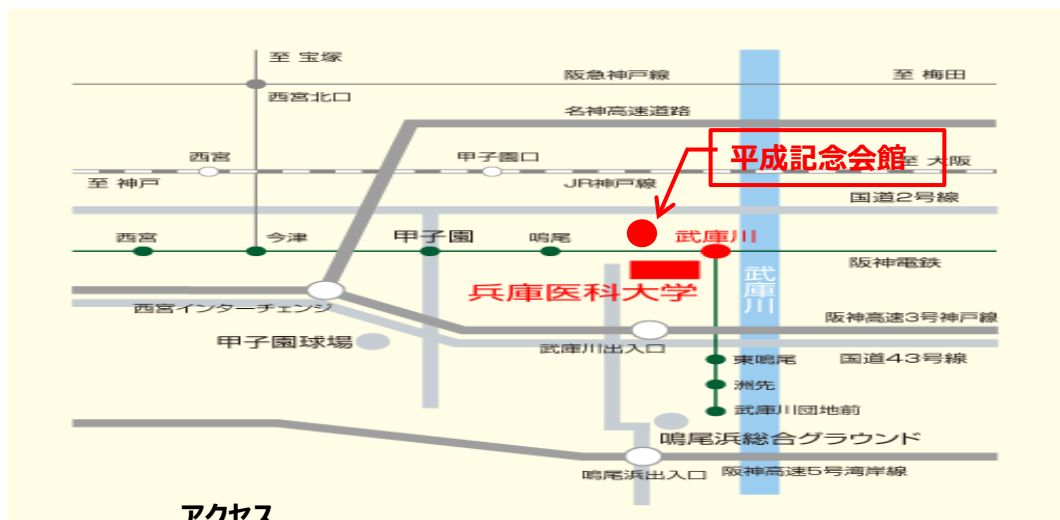 至 宝塚
阪急神戸線
至 梅田
西宮北口
名神高速道路
平成記念会館
西宮
甲子園口
至 大阪
至 神戸
JR神戸線
国道2号線
西宮
今津
甲子園
鳴尾
武庫川
阪神電鉄
武庫川
兵庫医科大学
西宮インターチェンジ
阪神高速3号神戸線
甲子園球場
武庫川出入口
東鳴尾
国道43号線
洲先
武庫川団地前
鳴尾浜総合グラウンド
鳴尾浜出入口
阪神高速5号湾岸線
アクセス